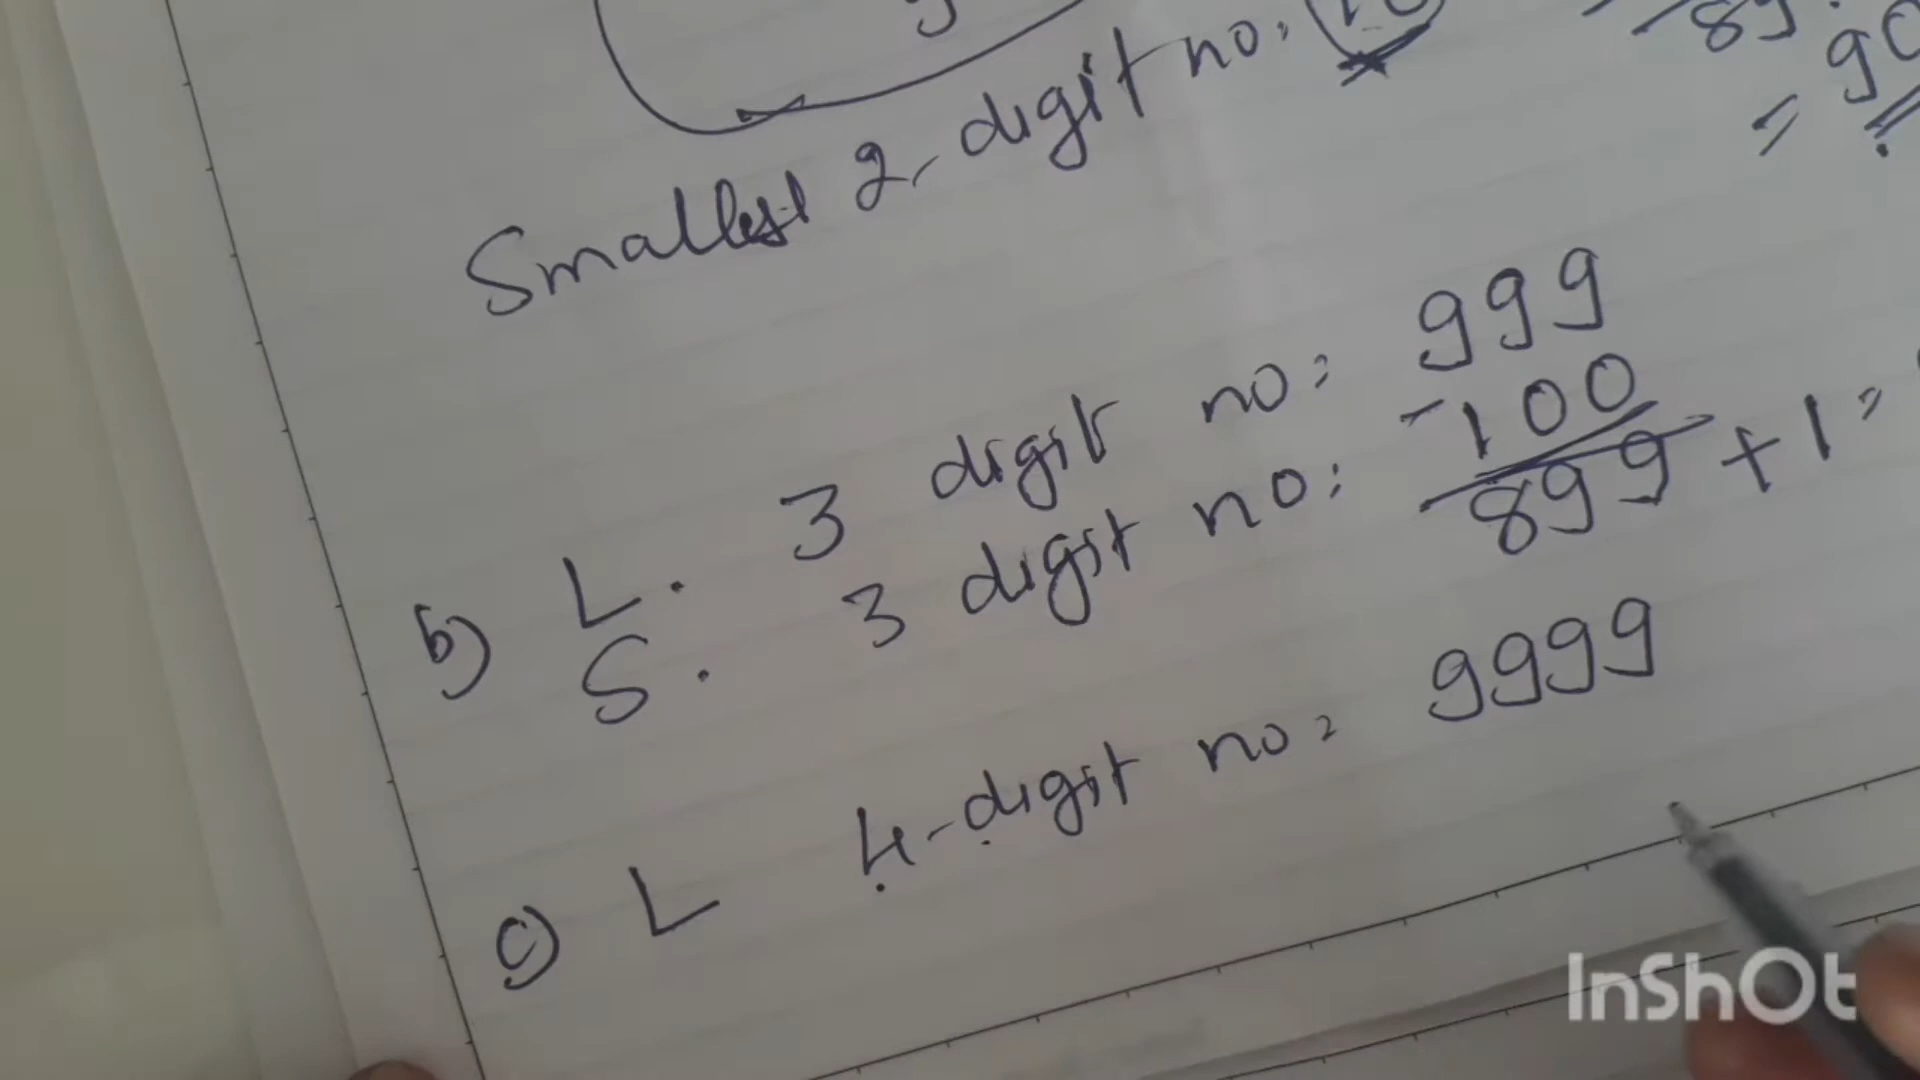 Smallest 2-digit no. 10
89
= 90
b) L. 3 digit no: 999
S. 3 digit no: -100
899 + 1 =
c) L 4-digit no = 9999
InShOt